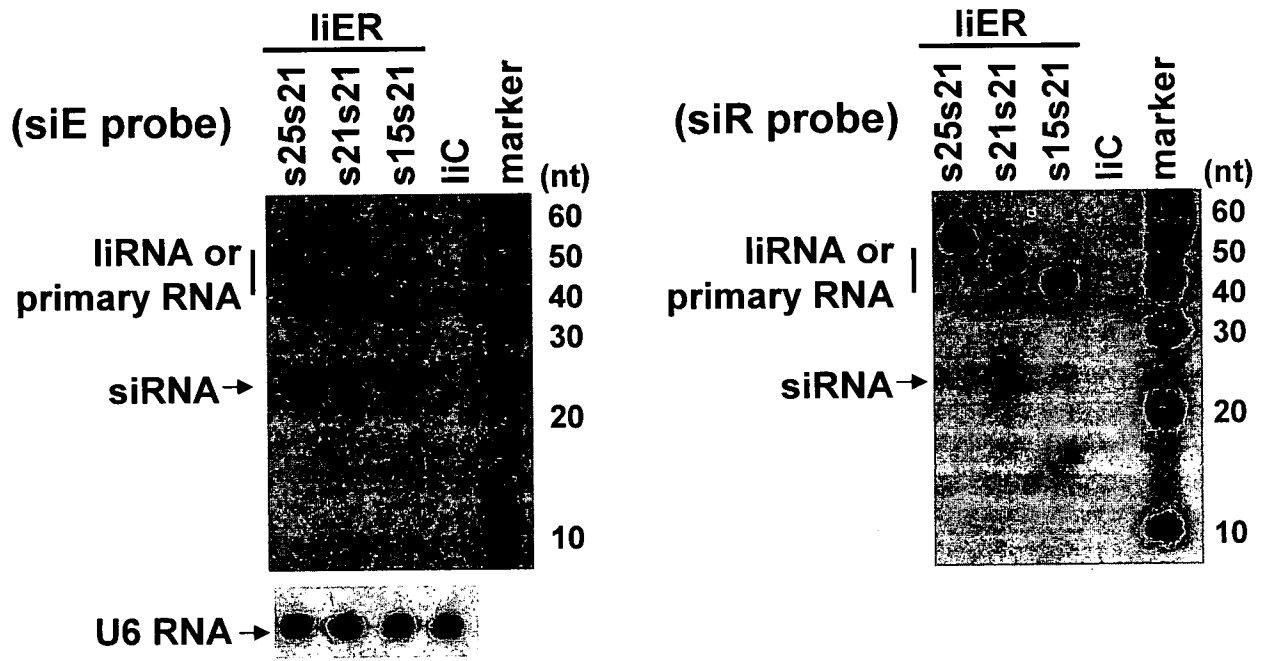 liER
s25s21
s21s21
s15s21
liC
marker
(siE probe)
(nt)
60
50
40
30
20
10
liRNA or
primary RNA
siRNA
U6 RNA
liER
s25s21
s21s21
s15s21
liC
marker
(siR probe)
(nt)
60
50
40
30
20
10
liRNA or
primary RNA
siRNA